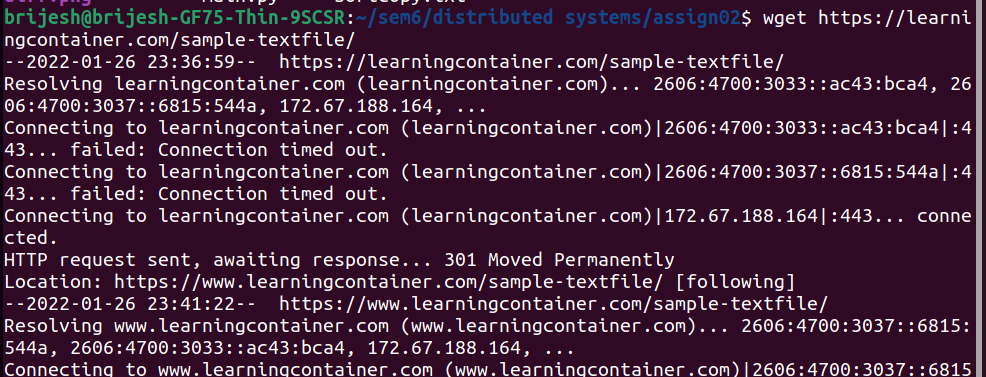 brijesh@brijesh-GF75-Thin-9SCSR:~/sem6/distributed systems/assign02$ wget https://learni
ngcontainer.com/sample-textfile/
--2022-01-26 23:36:59--  https://learningcontainer.com/sample-textfile/
Resolving learningcontainer.com (learningcontainer.com)... 2606:4700:3033::ac43:bca4, 26
06:4700:3037::6815:544a, 172.67.188.164, ...
Connecting to learningcontainer.com (learningcontainer.com)|2606:4700:3033::ac43:bca4|:4
43... failed: Connection timed out.
Connecting to learningcontainer.com (learningcontainer.com)|2606:4700:3037::6815:544a|:4
43... failed: Connection timed out.
Connecting to learningcontainer.com (learningcontainer.com)|172.67.188.164|:443... conne
cted.
HTTP request sent, awaiting response... 301 Moved Permanently
Location: https://www.learningcontainer.com/sample-textfile/ [following]
--2022-01-26 23:41:22--  https://www.learningcontainer.com/sample-textfile/
Resolving www.learningcontainer.com (www.learningcontainer.com)... 2606:4700:3037::6815:
544a, 2606:4700:3033::ac43:bca4, 172.67.188.164, ...
Connecting to www.learningcontainer.com (www.learningcontainer.com)|2606:4700:3037::6815